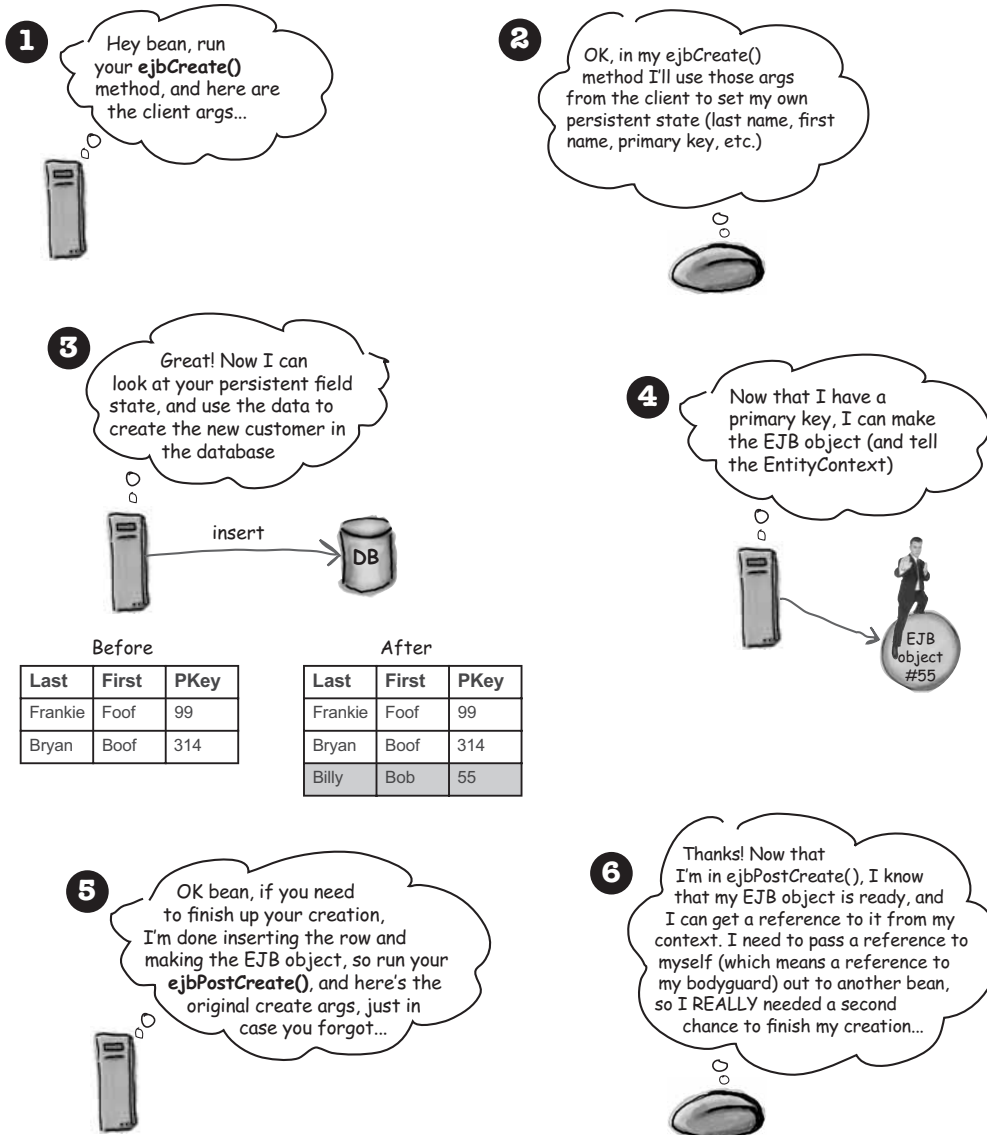 1
Hey bean, run
your ejbCreate()
method, and here are
the client args...
2
OK, in my ejbCreate()
method I'll use those args
from the client to set my own
persistent state (last name, first
name, primary key, etc.)
3
Great! Now I can
look at your persistent field
state, and use the data to
create the new customer in
the database
insert
DB
4
Now that I have a
primary key, I can make
the EJB object (and tell
the EntityContext)
EJB
object
#55
Before
Last First PKey
Frankie Foof 99
Bryan Boof 314
After
Last First PKey
Frankie Foof 99
Bryan Boof 314
Billy Bob 55
5
OK bean, if you need
to finish up your creation,
I'm done inserting the row and
making the EJB object, so run your
ejbPostCreate(), and here's the
original create args, just in
case you forgot...
6
Thanks! Now that
I'm in ejbPostCreate(), I know
that my EJB object is ready, and
I can get a reference to it from my
context. I need to pass a reference to
myself (which means a reference to
my bodyguard) out to another bean,
so I REALLY needed a second
chance to finish my creation...